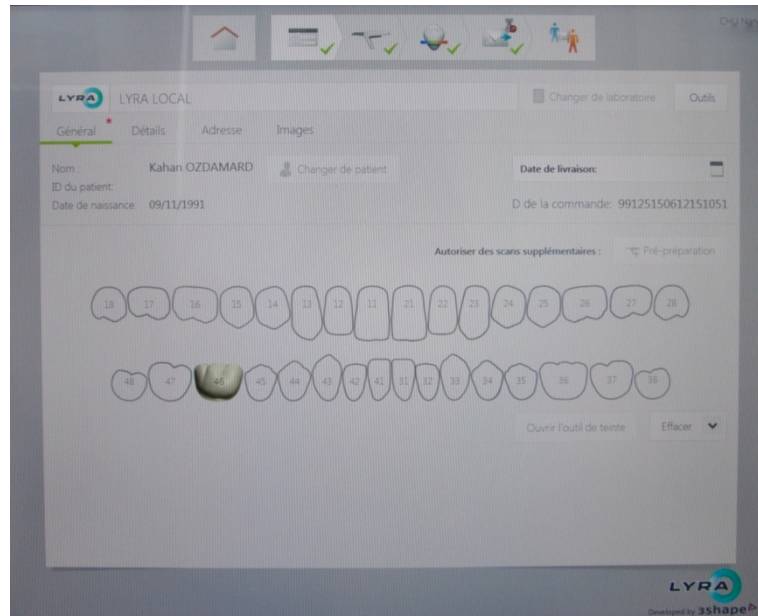 CHU Nan
LYRA LYRA LOCAL Changer de laboratoire Outils
Général * Détails Adresse Images
Nom : Kahan OZDAMARD Changer de patient Date de livraison:
ID du patient:
Date de naissance: 09/11/1991 D de la commande: 99125150612151051
Autoriser des scans supplémentaires : Pré-préparation
18 17 16 15 14 13 12 11 21 22 23 24 25 26 27 28
48 47 46 45 44 43 42 41 31 32 33 34 35 36 37 38
Ouvrir l'outil de teinte Effacer
LYRA
Developed by 3shape